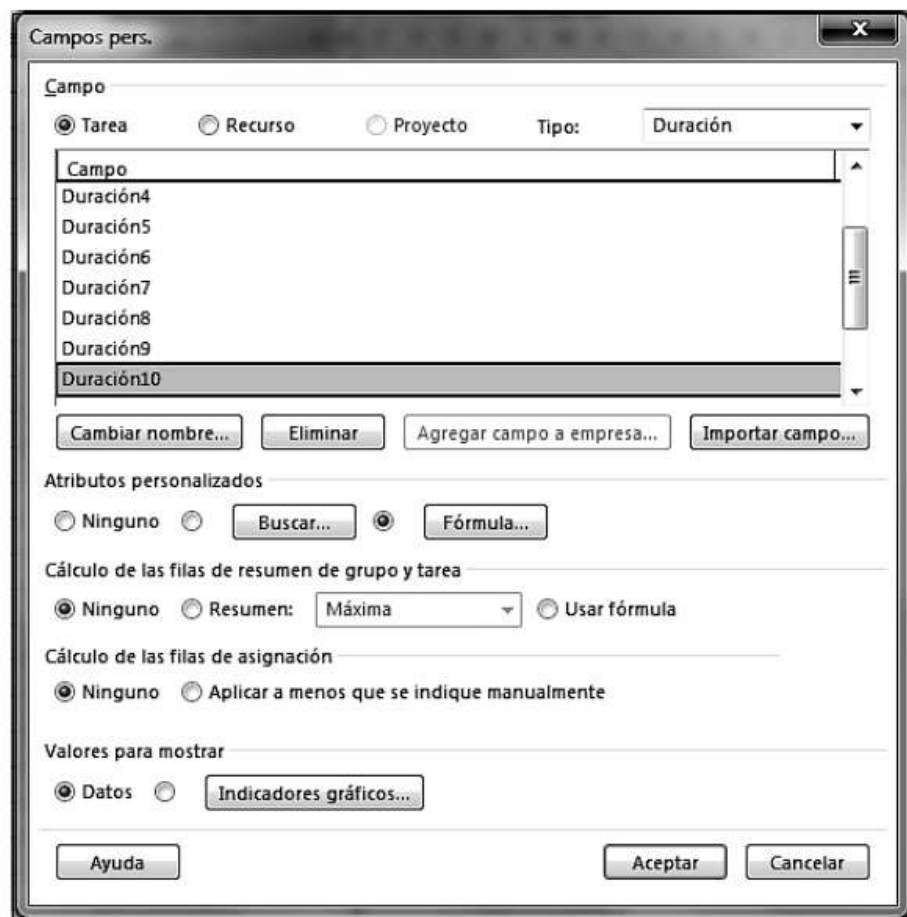 Campos pers.
x
Campo
Tarea Recurso Proyecto Tipo: Duración
Campo
Duración4
Duración5
Duración6
Duración7
Duración8
Duración9
Duración10
Cambiar nombre... Eliminar Agregar campo a empresa... Importar campo...
Atributos personalizados
Ninguno Buscar... Fórmula...
Cálculo de las filas de resumen de grupo y tarea
Ninguno Resumen: Máxima Usar fórmula
Cálculo de las filas de asignación
Ninguno Aplicar a menos que se indique manualmente
Valores para mostrar
Datos Indicadores gráficos...
Ayuda Aceptar Cancelar